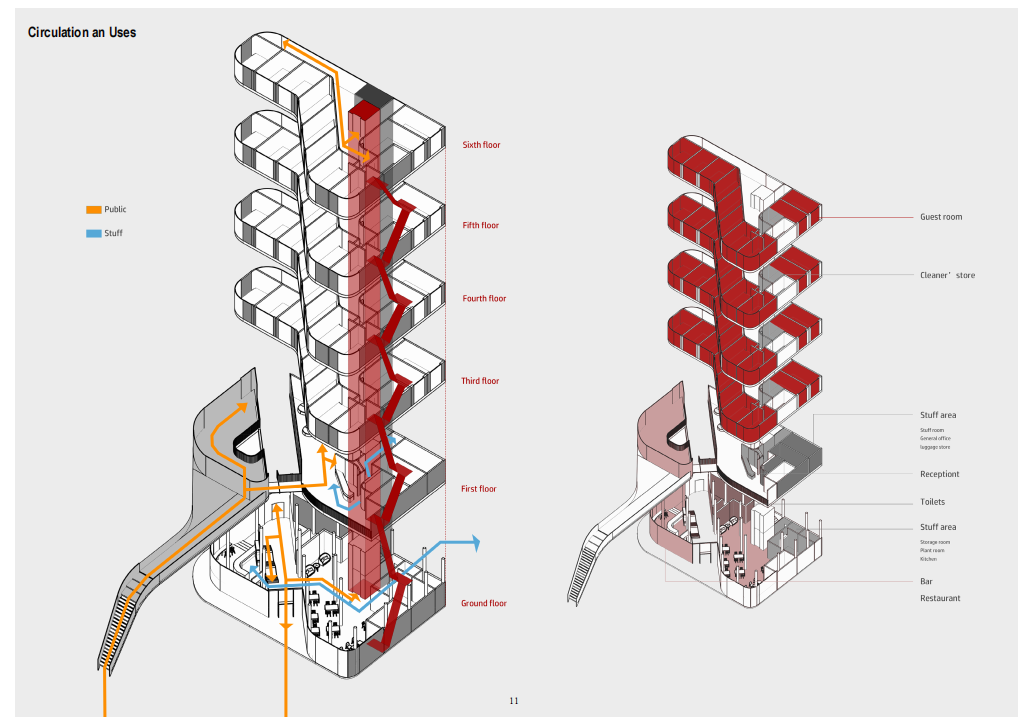 Circulation an Uses
Public
Stuff
Sixth floor
Fifth floor
Fourth floor
Third floor
First floor
Ground floor
Guest room
Cleaner’ store
Stuff area
Stuff room
General office
luggage store
Receptiont
Toilets
Stuff area
Storage room
Plant room
Kitchen
Bar
Restaurant
11